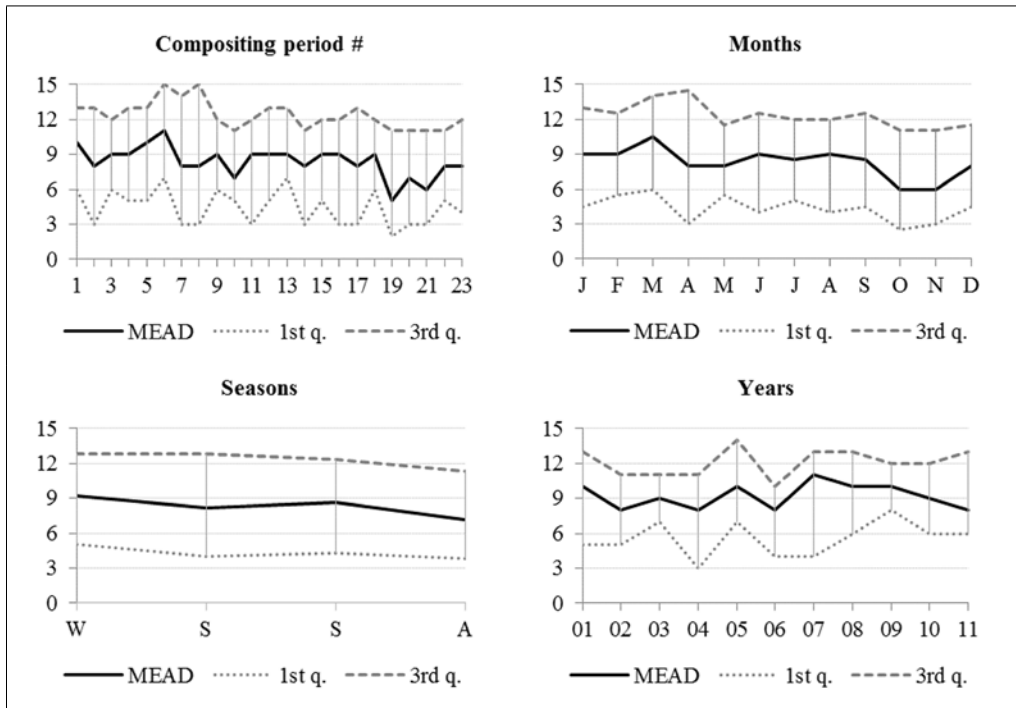 Compositing period #
15
12
9
6
3
0
1 3 5 7 9 11 13 15 17 19 21 23
MEAD 1st q. 3rd q.
Months
15
12
9
6
3
0
J F M A M J J A S O N D
MEAD 1st q. 3rd q.
Seasons
15
12
9
6
3
0
W S S A
MEAD 1st q. 3rd q.
Years
15
12
9
6
3
0
01 02 03 04 05 06 07 08 09 10 11
MEAD 1st q. 3rd q.